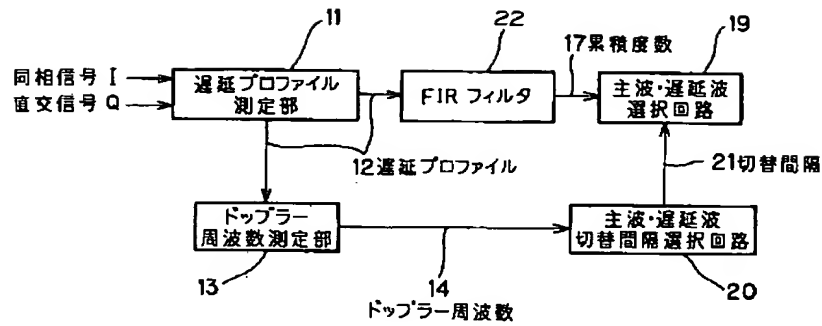 11
22
17累積度数
19
同相信号 I
直交信号 Q
遅延プロファイル
測定部
FIR フィルタ
主波・遅延波
選択回路
12遅延プロファイル
21切替間隔
ドップラー
周波数測定部
主波・遅延波
切替間隔選択回路
13
14
20
ドップラー周波数